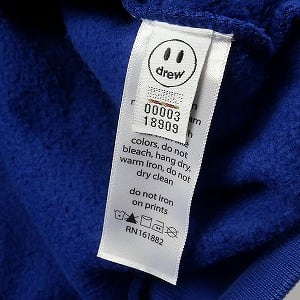 drew
00003
18909
colors, do not
bleach, hang dry,
warm iron, do not
dry clean
do not iron
on prints
RN161882